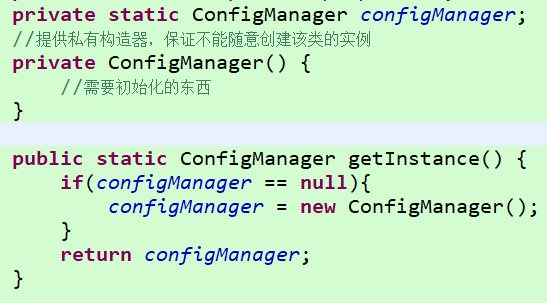 private static ConfigManager configManager;
//提供私有构造器，保证不能随意创建该类的实例
private ConfigManager() {
//需要初始化的东西
}
public static ConfigManager getInstance() {
if(configManager == null){
configManager = new ConfigManager();
}
return configManager;
}